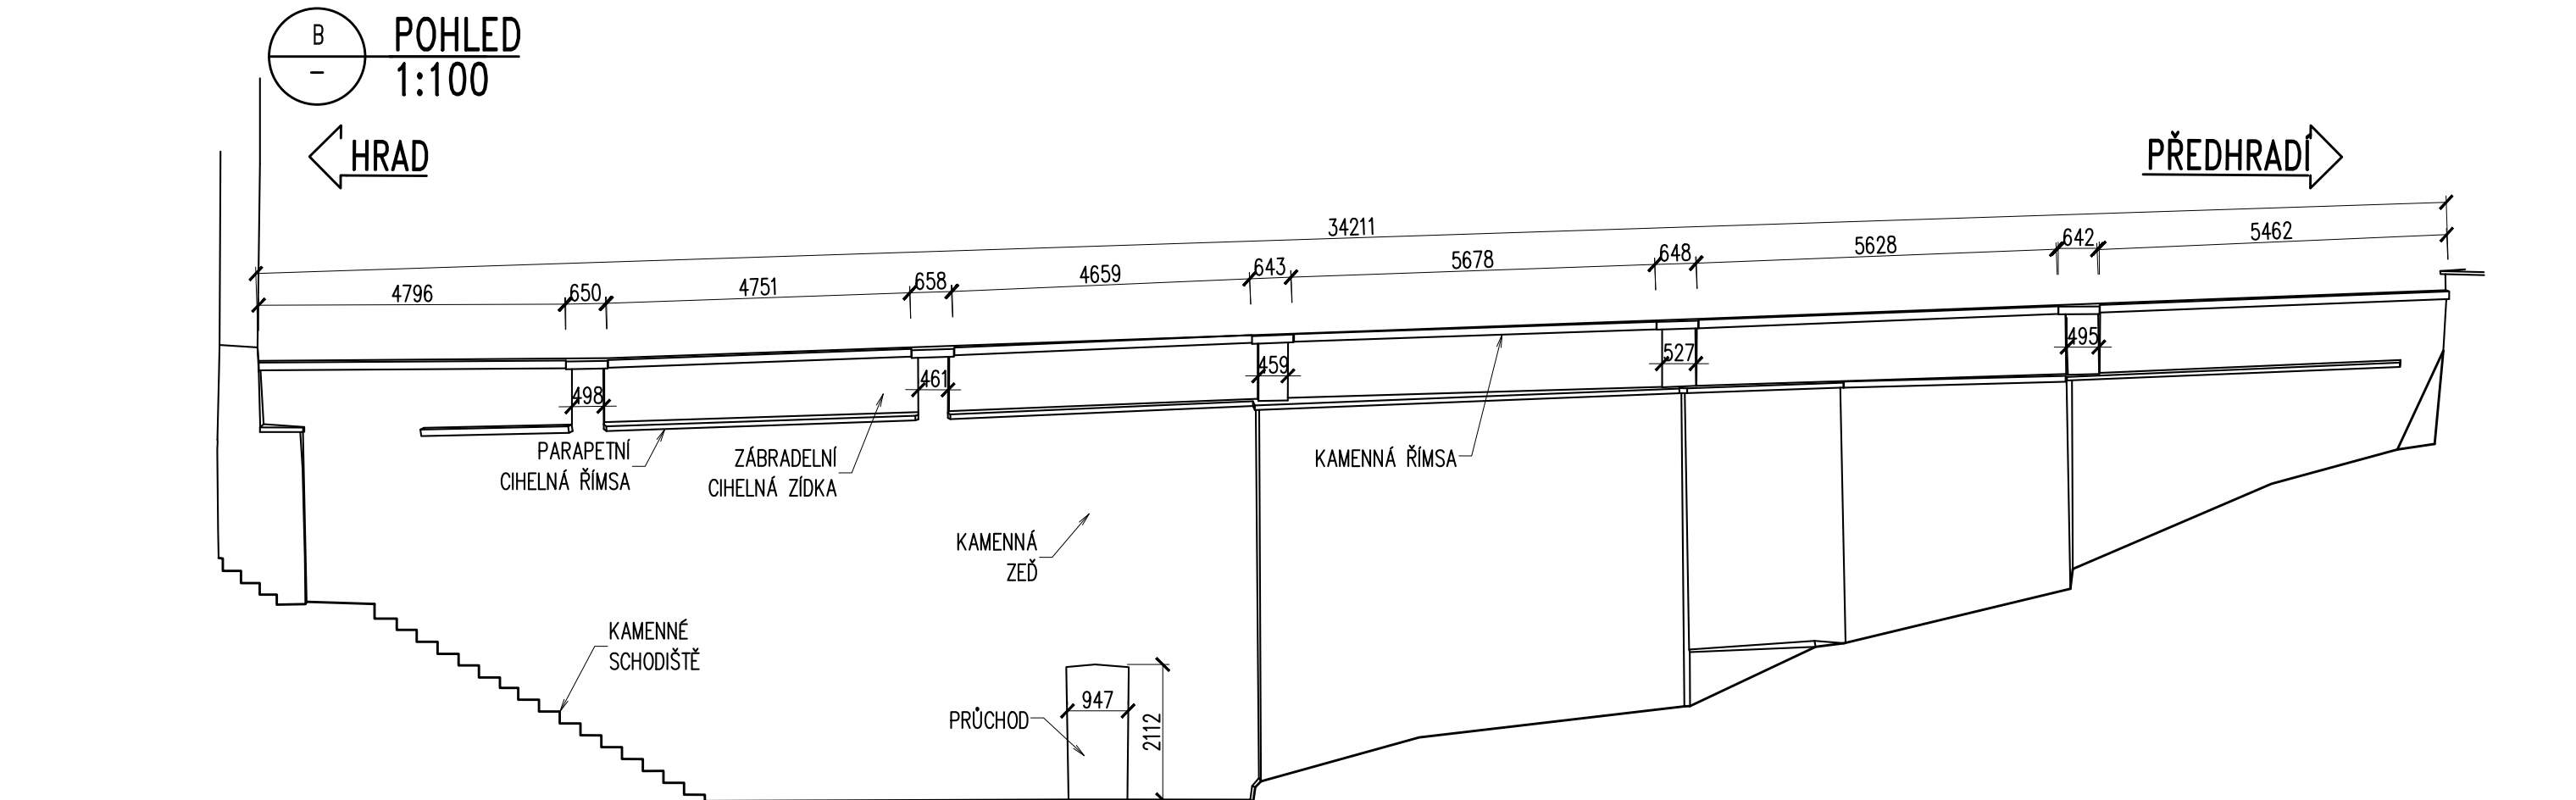 B
POHLED
–
1:100
HRAD
PŘEDHRADÍ
34211
4796
650
4751
658
4659
643
5678
648
5628
642
5462
498
461
459
527
495
PARAPETNÍ
CIHELNÁ ŘÍMSA
ZÁBRADELNÍ
CIHELNÁ ZÍDKA
KAMENNÁ ŘÍMSA
KAMENNÁ
ZEĎ
KAMENNÉ
SCHODIŠTĚ
PRŮCHOD
947
2112